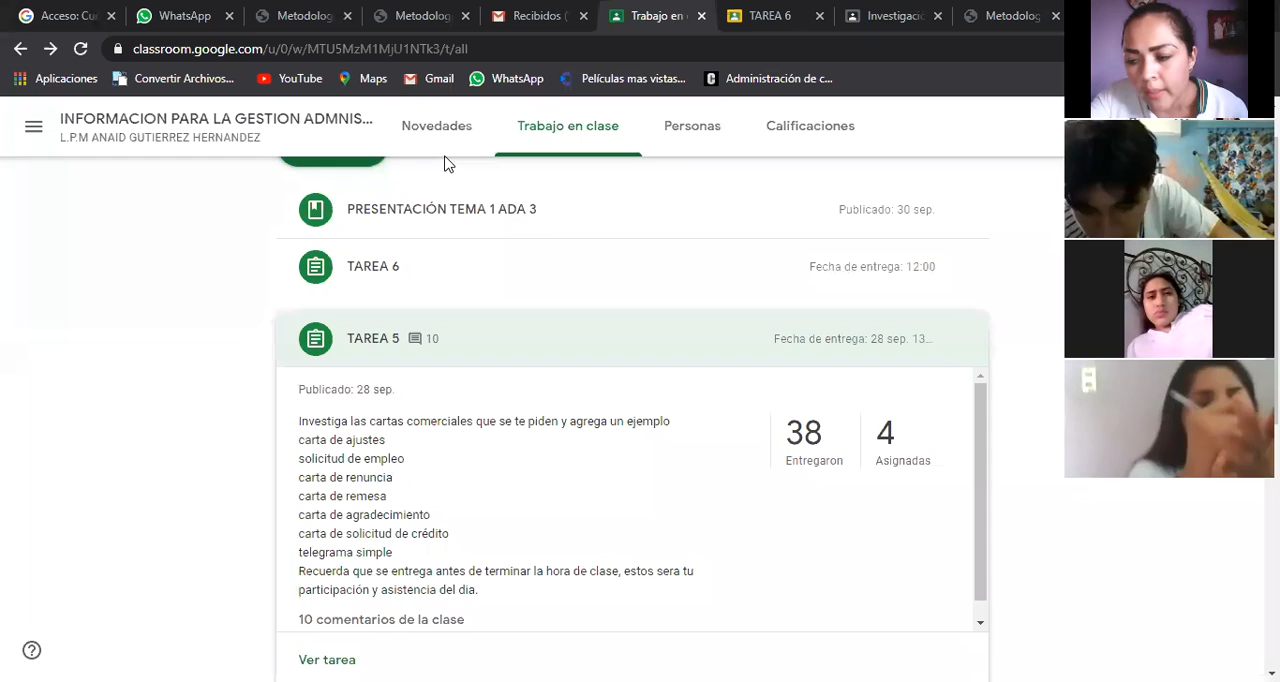 Acceso: Cu
WhatsApp
Metodolog
Metodolog
Recibidos (
Trabajo en
TAREA 6
Investigaci
Metodolog
classroom.google.com/u/0/w/MTU5MzM1MjU1NTk3/t/all
Aplicaciones
Convertir Archivos...
YouTube
Maps
Gmail
WhatsApp
Películas mas vistas...
Administración de c...
INFORMACION PARA LA GESTION ADMNIS...
L.P.M ANAID GUTIERREZ HERNANDEZ
Novedades
Trabajo en clase
Personas
Calificaciones
PRESENTACIÓN TEMA 1 ADA 3
Publicado: 30 sep.
TAREA 6
Fecha de entrega: 12:00
TAREA 5
10
Fecha de entrega: 28 sep. 13...
Publicado: 28 sep.
Investiga las cartas comerciales que se te piden y agrega un ejemplo
carta de ajustes
solicitud de empleo
carta de renuncia
carta de remesa
carta de agradecimiento
carta de solicitud de crédito
telegrama simple
Recuerda que se entrega antes de terminar la hora de clase, estos sera tu
participación y asistencia del dia.
38
Entregaron
4
Asignadas
10 comentarios de la clase
Ver tarea